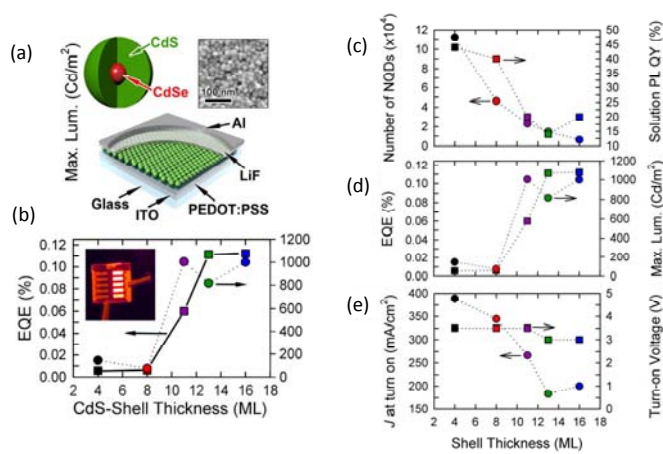 (a)
CdS
CdSe
100 nm
Max. Lum. (Cc/m²)
Al
LiF
Glass
ITO
PEDOT:PSS
(b)
0.12
0.10
0.08
0.06
0.04
0.02
0.00
EQE (%)
1200
1000
800
600
400
200
0
2 4 6 8 10 12 14 16 18
CdS-Shell Thickness (ML)
(c)
Number of NQDs (x10⁴)
12
10
8
6
4
2
0
50
45
40
35
30
25
20
15
10
Solution PL QY (%)
(d)
EQE (%)
0.12
0.10
0.08
0.06
0.04
0.02
0.00
1200
1000
800
600
400
200
0
Max. Lum. (Cd/m²)
(e)
J at turn on (mA/cm²)
400
350
300
250
200
150
5
4
3
2
1
0
Turn-on Voltage (V)
2 4 6 8 10 12 14 16 18
Shell Thickness (ML)